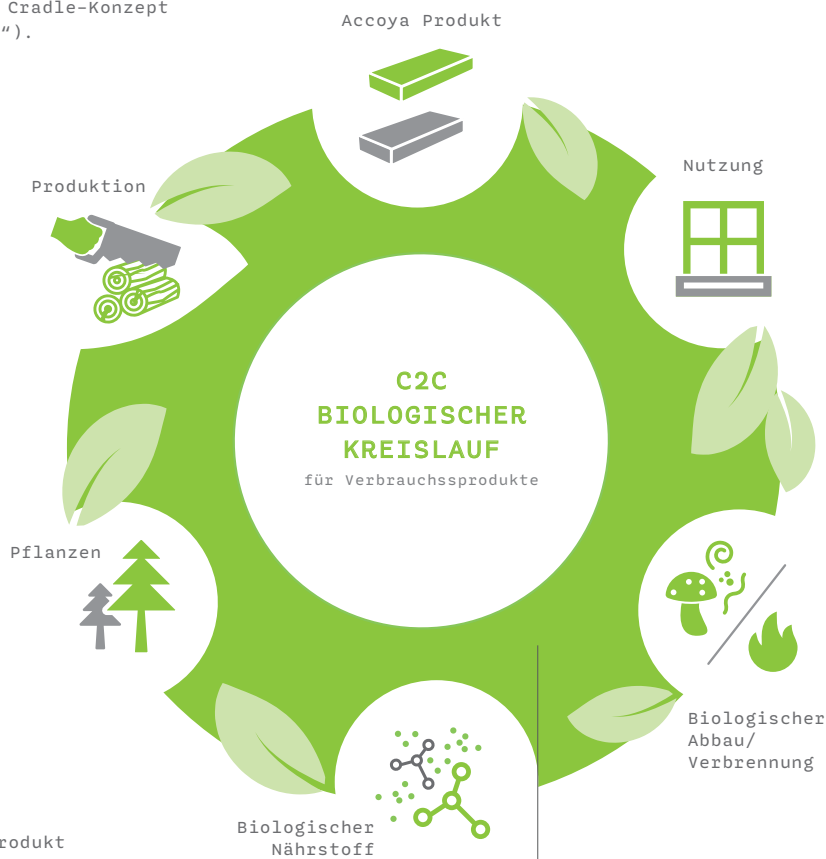 Cradle-Konzept
“).
Accoya Produkt
Nutzung
Produktion
C2C
BIOLOGISCHER
KREISLAUF
für Verbrauchssprodukte
Pflanzen
Biologischer
Abbau/
Verbrennung
Biologischer
Nährstoff
rodukt